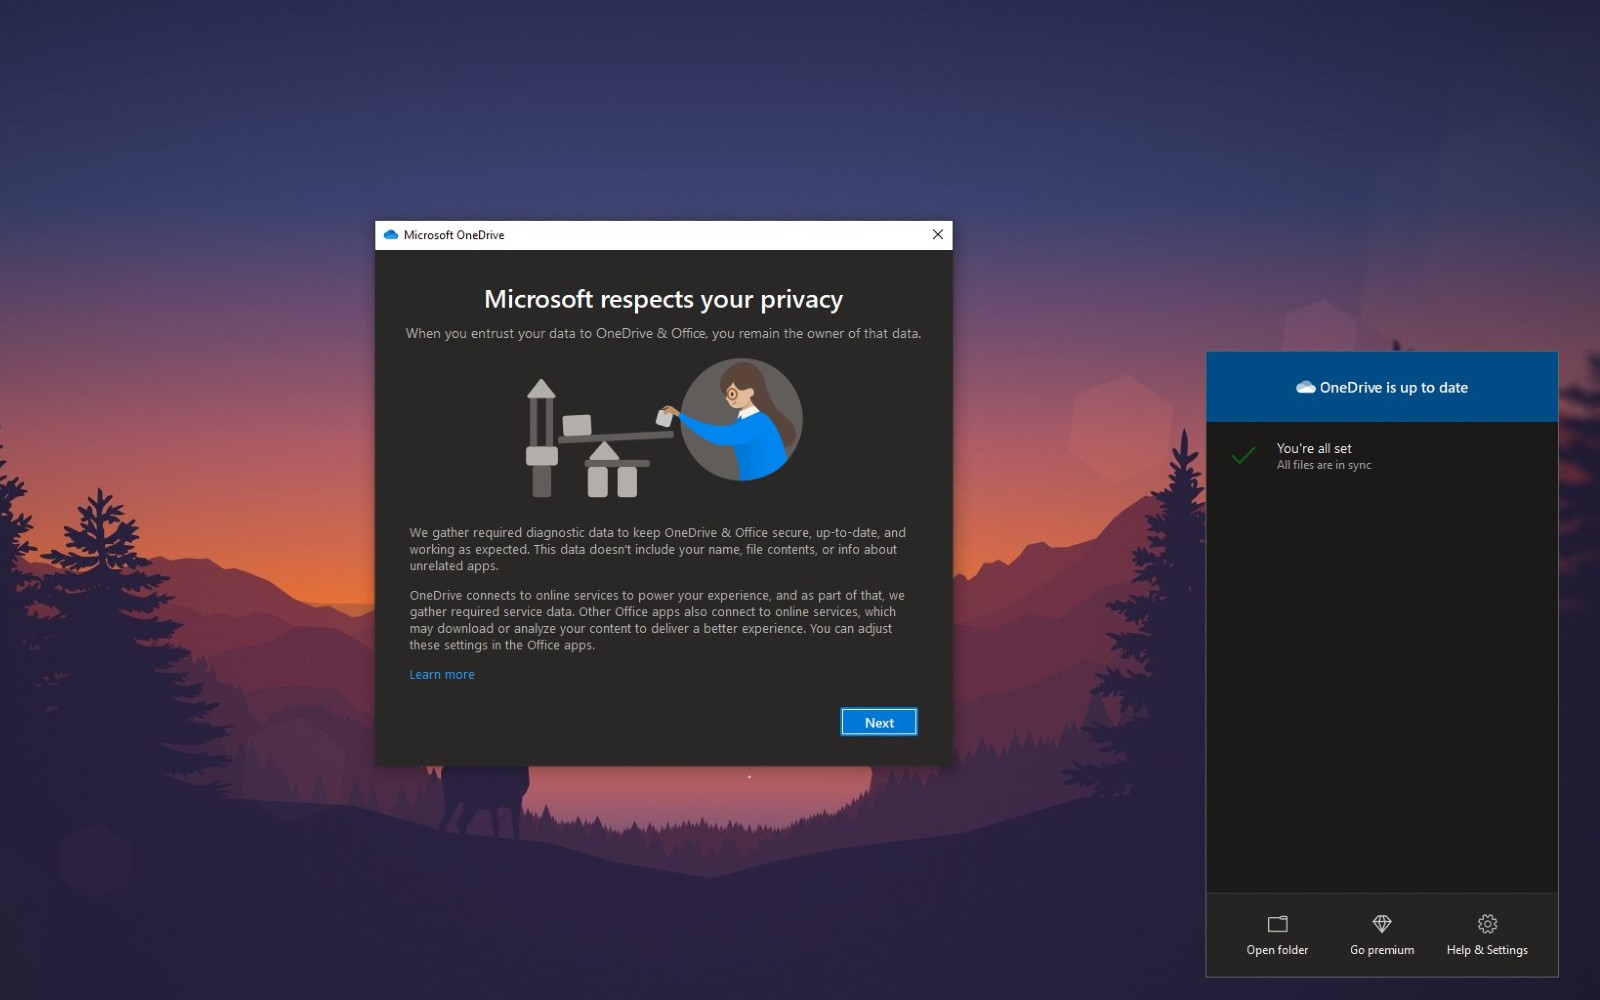 Microsoft OneDrive
Microsoft respects your privacy
When you entrust your data to OneDrive & Office, you remain the owner of that data.
We gather required diagnostic data to keep OneDrive & Office secure, up-to-date, and
working as expected. This data doesn't include your name, file contents, or info about
unrelated apps.
OneDrive connects to online services to power your experience, and as part of that, we
gather required service data. Other Office apps also connect to online services, which
may download or analyze your content to deliver a better experience. You can adjust
these settings in the Office apps.
Learn more
Next
OneDrive is up to date
You're all set
All files are in sync
Open folder
Go premium
Help & Settings